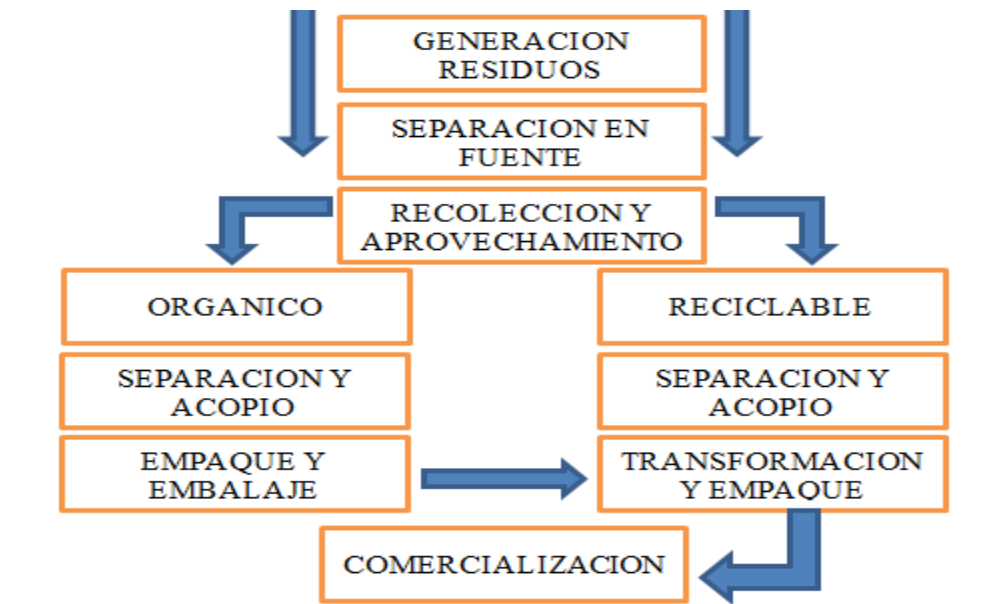 GENERACION
RESIDUOS
SEPARACION EN
FUENTE
RECOLECCION Y
APROVECHAMIENTO
ORGANICO
RECICLABLE
SEPARACION Y
ACOPIO
SEPARACION Y
ACOPIO
EMPAQUE Y
EMBALAJE
TRANSFORMACION
Y EMPAQUE
COMERCIALIZACION